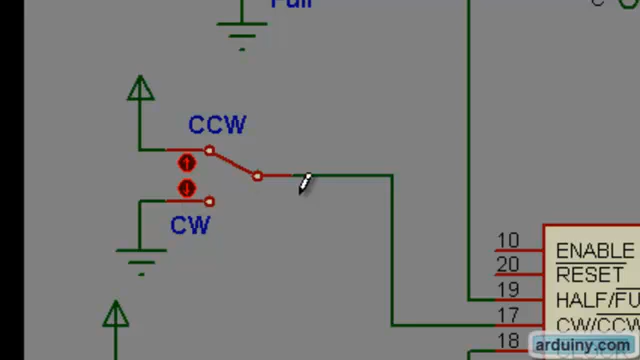 Full
CCW
CW
10
ENABLE
20
RESET
19
HALF/FU
17
CW/CCW
18
arduiny.com